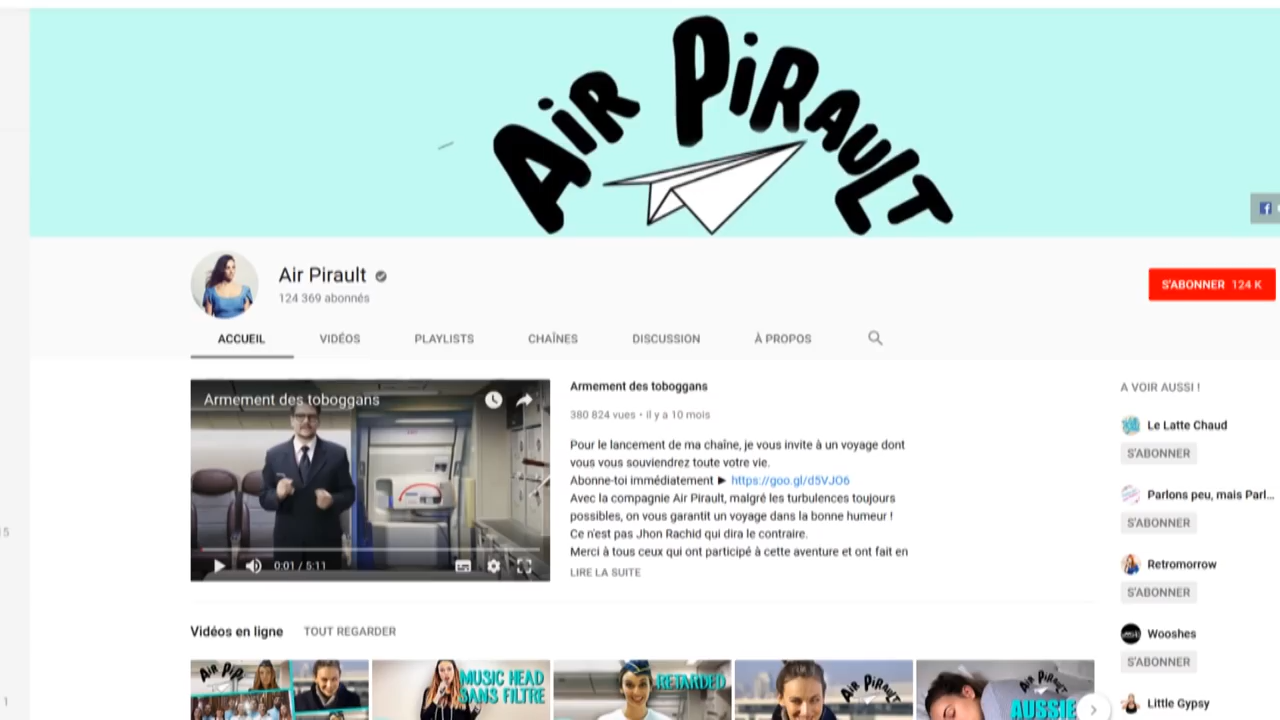 AiR PiRAULT
Air Pirault
124 369 abonnés
S'ABONNER 124 K
ACCUEIL VIDÉOS PLAYLISTS CHAÎNES DISCUSSION À PROPOS
Armement des toboggans
0:01 / 5:11
Armement des toboggans
380 824 vues • il y a 10 mois
Pour le lancement de ma chaîne, je vous invite à un voyage dont
vous vous souviendrez toute votre vie.
Abonne-toi immédiatement ► https://goo.gl/d5VJO6
Avec la compagnie Air Pirault, malgré les turbulences toujours
possibles, on vous garantit un voyage dans la bonne humeur !
Ce n'est pas Jhon Rachid qui dira le contraire.
Merci à tous ceux qui ont participé à cette aventure et ont fait en
LIRE LA SUITE
A VOIR AUSSI !
Le Latte Chaud
S'ABONNER
Parlons peu, mais Parl...
S'ABONNER
Retromorrow
S'ABONNER
Wooshes
S'ABONNER
Little Gypsy
Vidéos en ligne TOUT REGARDER
AiR PiR
MUSIC HEAD
SANS FILTRE
RETARDED
AiR PiRAULT
AiR PiRAULT
AUSSIE
5
1